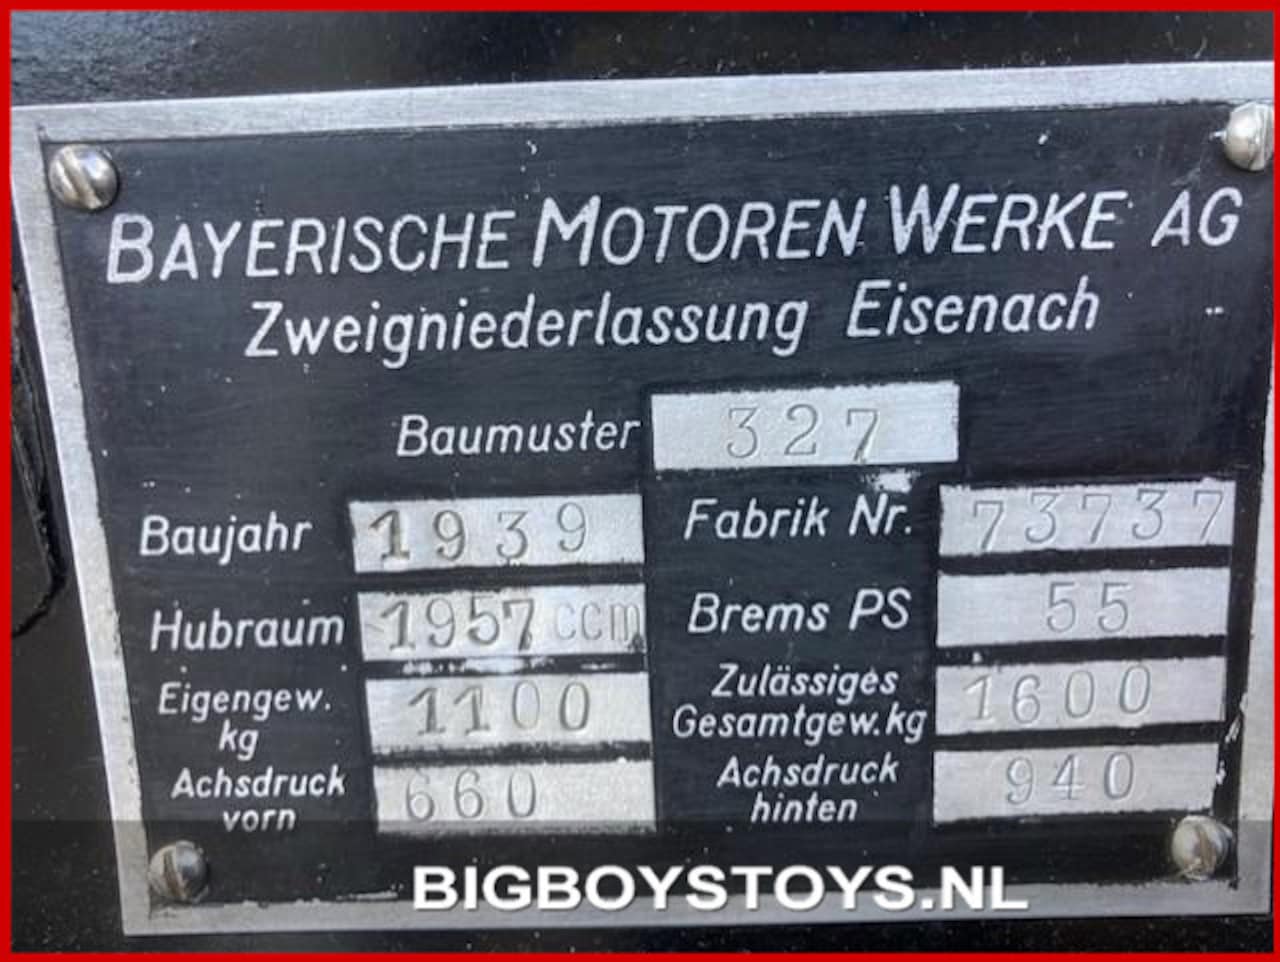 BAYERISCHE MOTOREN WERKE AG
Zweigniederlassung Eisenach
Baumuster 327
Baujahr 1939 Fabrik Nr. 73737
Hubraum 1957 ccm Brems PS 55
Eigengew. kg 1100 Zulässiges Gesamtgew. kg 1600
Achsdruck vorn 660 Achsdruck hinten 940
BIGBOYSTOYS.NL